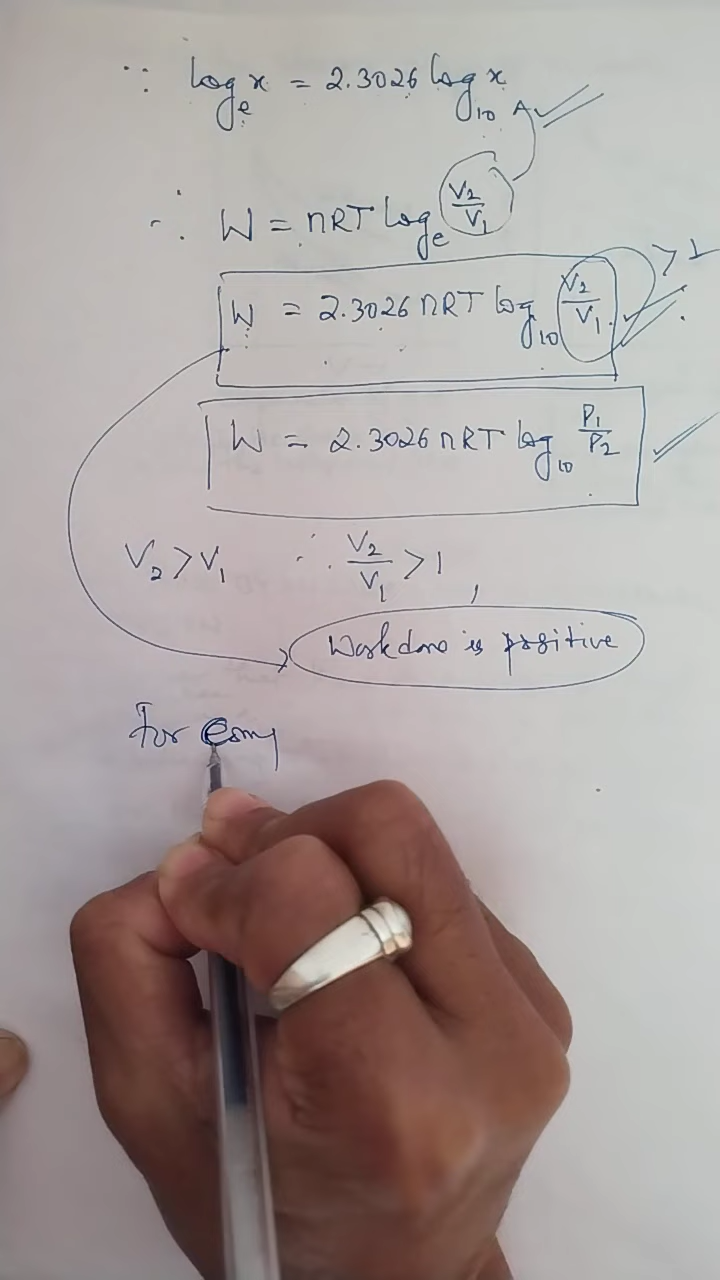 ∵ logₑx = 2.3026 log₁₀x
∴ W = nRT logₑ V₂/V₁
W = 2.3026 nRT log₁₀ V₂/V₁ > 1
W = 2.3026 nRT log₁₀ P₁/P₂
V₂ > V₁ ∴ V₂/V₁ > 1,
Workdone is positive
For